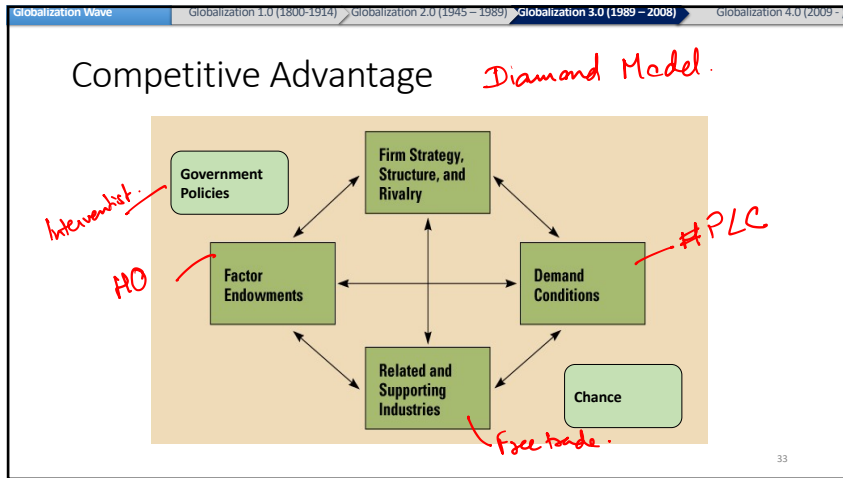 Globalization Wave
Globalization 1.0 (1800-1914)
Globalization 2.0 (1945 – 1989)
Globalization 3.0 (1989 – 2008)
Globalization 4.0 (2009 -
Competitive Advantage
Diamond Model.
Firm Strategy,
Structure, and
Rivalry
Government
Policies
Interventist.
#PLC
HO
Factor
Endowments
Demand
Conditions
Related and
Supporting
Industries
Chance
Free trade.
33